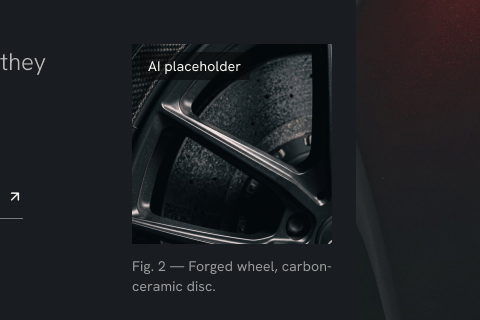 they
AI placeholder
Fig. 2 — Forged wheel, carbon-
ceramic disc.